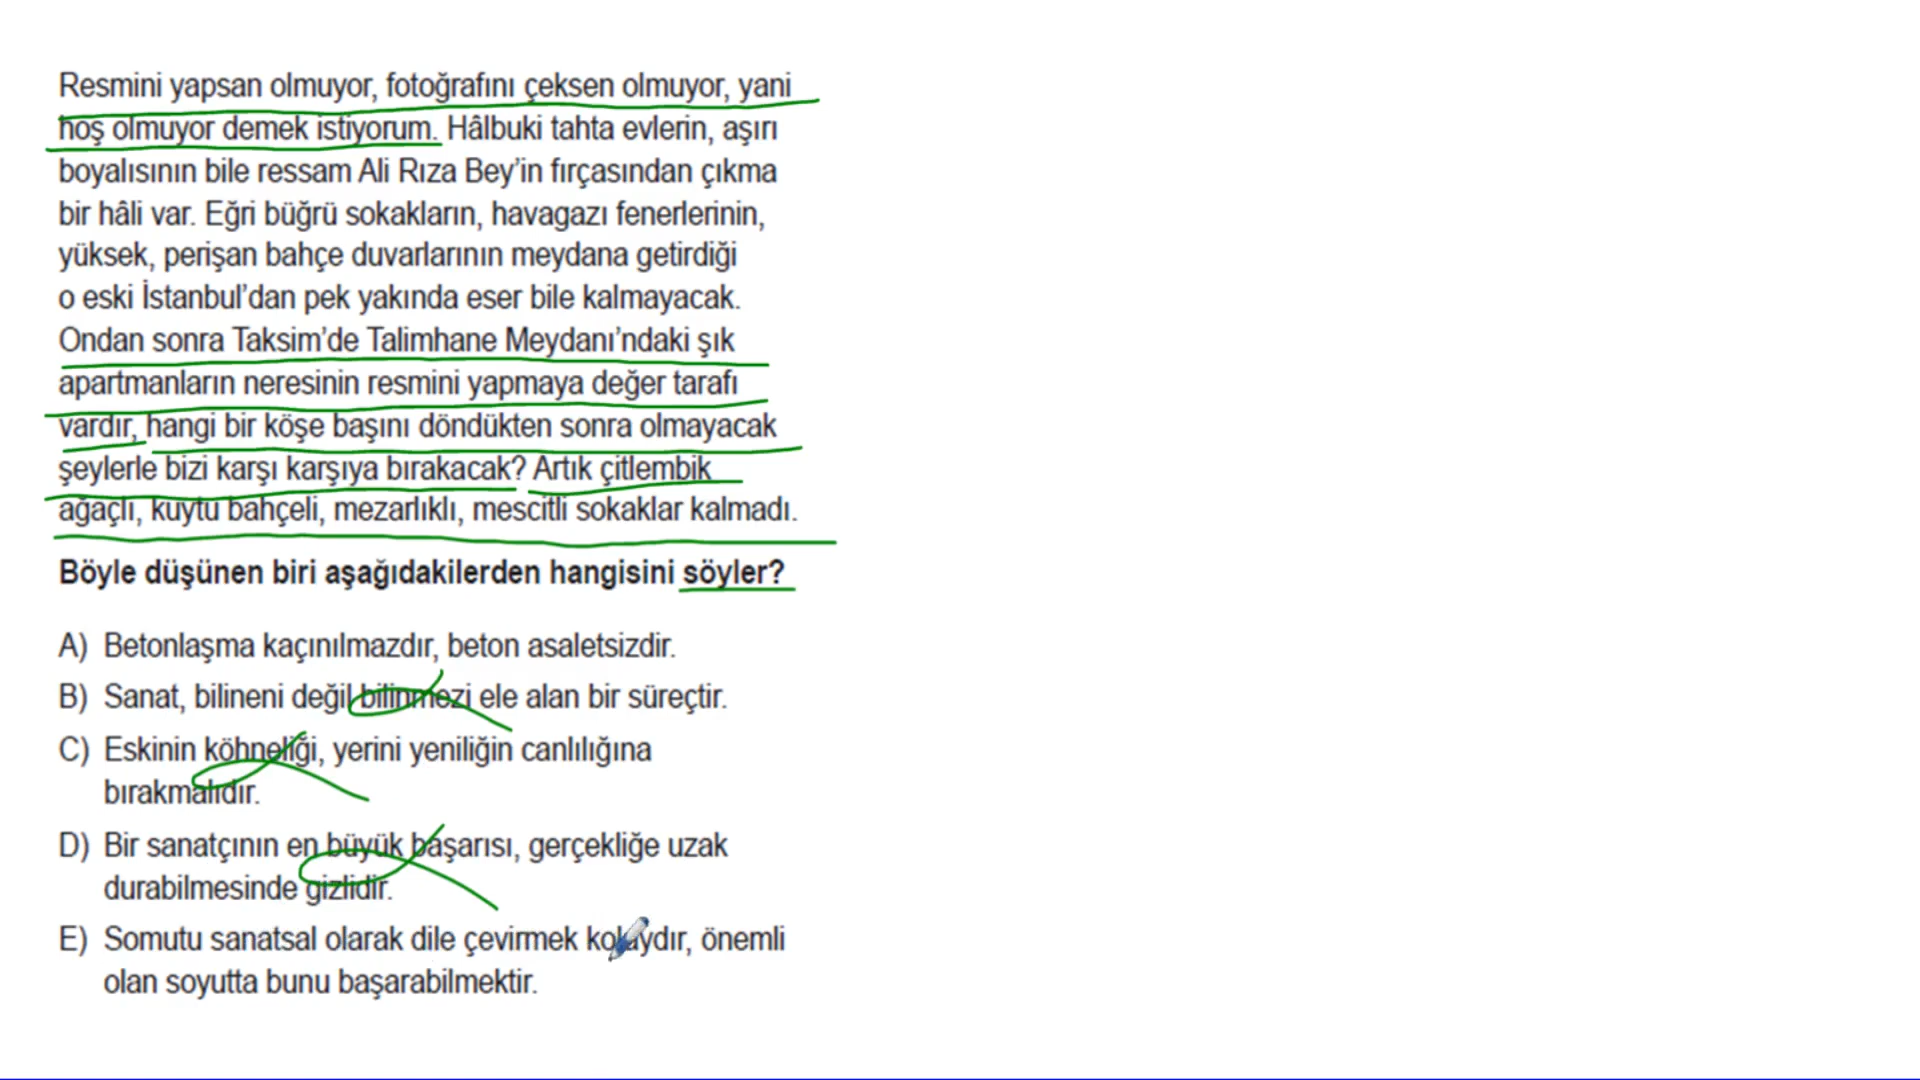 Resmini yapsan olmuyor, fotoğrafını çeksen olmuyor, yani
hoş olmuyor demek istiyorum. Hâlbuki tahta evlerin, aşırı
boyalısının bile ressam Ali Rıza Bey’in fırçasından çıkma
bir hâli var. Eğri büğrü sokakların, havagazı fenerlerinin,
yüksek, perişan bahçe duvarlarının meydana getirdiği
o eski İstanbul’dan pek yakında eser bile kalmayacak.
Ondan sonra Taksim’de Talimhane Meydanı’ndaki şık
apartmanların neresinin resmini yapmaya değer tarafı
vardır, hangi bir köşe başını döndükten sonra olmayacak
şeylerle bizi karşı karşıya bırakacak? Artık çitlembik
ağaçlı, kuytu bahçeli, mezarlıklı, mescitli sokaklar kalmadı.
Böyle düşünen biri aşağıdakilerden hangisini söyler?
A) Betonlaşma kaçınılmazdır, beton asaletsizdir.
B) Sanat, bilineni değil bilinmezi ele alan bir süreçtir.
C) Eskinin köhneliği, yerini yeniliğin canlılığına
bırakmalıdır.
D) Bir sanatçının en büyük başarısı, gerçekliğe uzak
durabilmesinde gizlidir.
E) Somutu sanatsal olarak dile çevirmek kolaydır, önemli
olan soyutta bunu başarabilmektir.